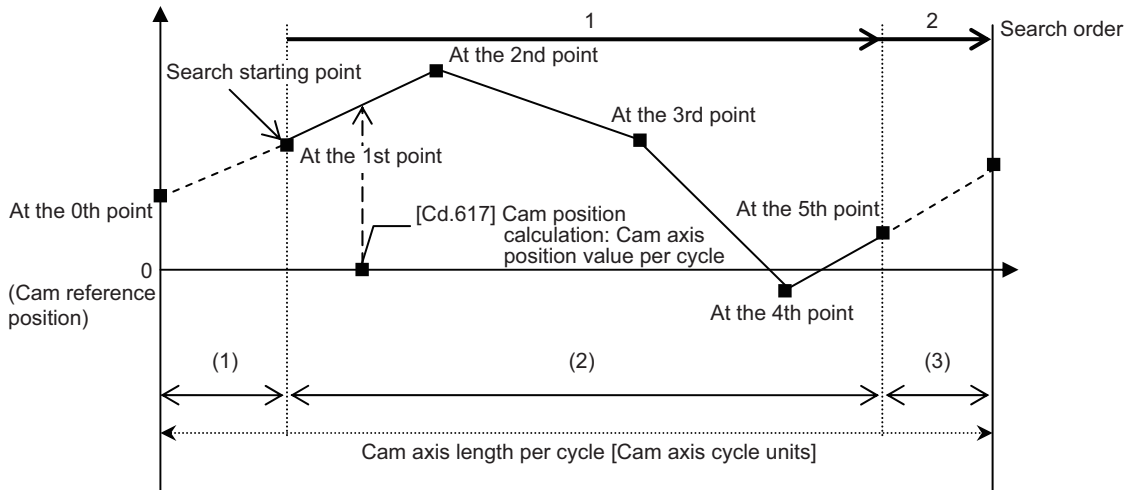 1
2
Search order
At the 2nd point
Search starting point
At the 3rd point
At the 1st point
At the 0th point
[Cd.617] Cam position
calculation: Cam axis
position value per cycle
At the 5th point
0
(Cam reference
position)
At the 4th point
(1)
(2)
(3)
Cam axis length per cycle [Cam axis cycle units]